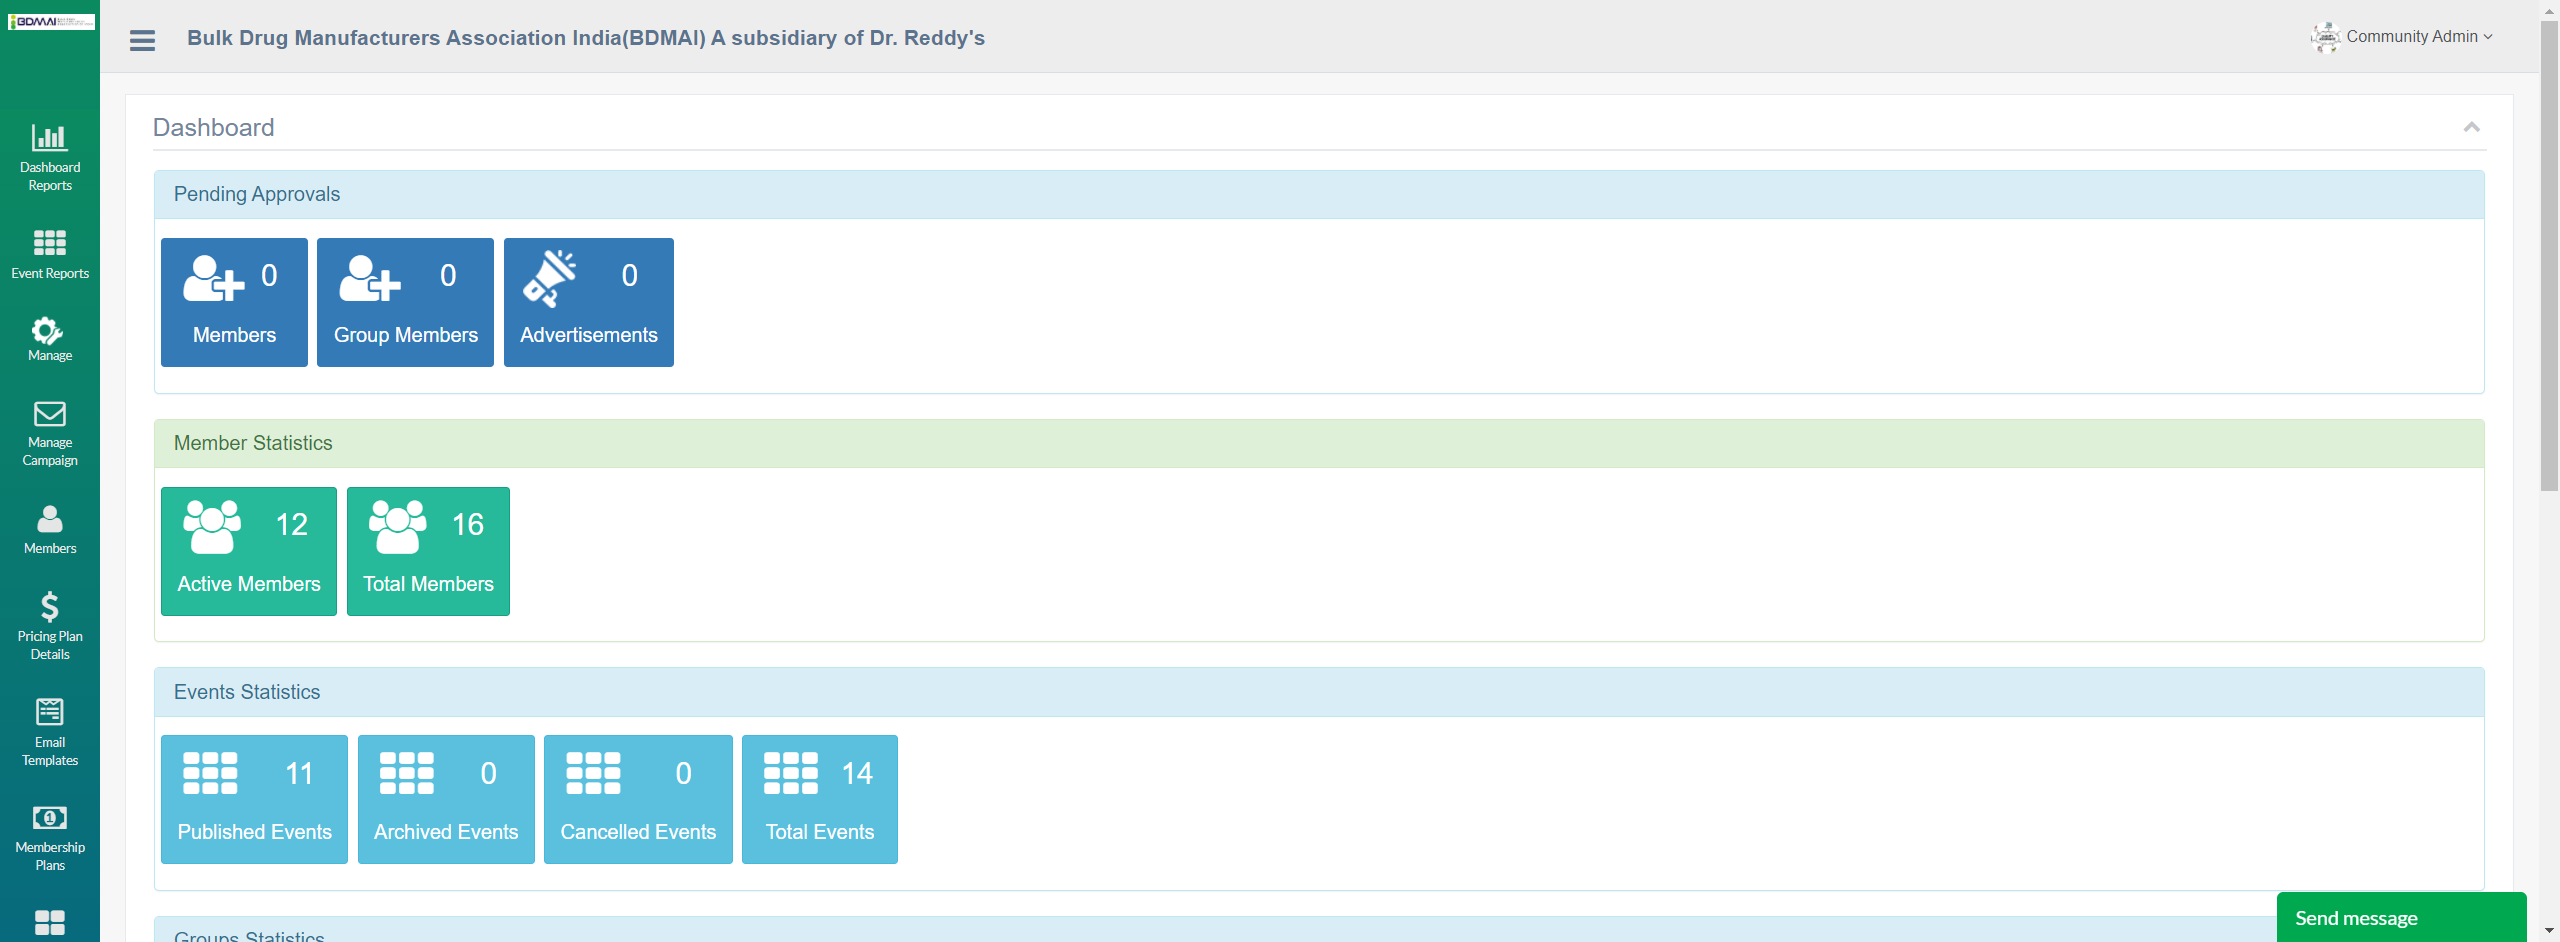 BDMAI
Bulk Drug Manufacturers Association India(BDMAI) A subsidiary of Dr. Reddy's
Community Admin
Dashboard
Reports
Event Reports
Manage
Manage
Campaign
Members
Pricing Plan
Details
Email
Templates
Membership
Plans
Dashboard
Pending Approvals
0
Members
0
Group Members
0
Advertisements
Member Statistics
12
Active Members
16
Total Members
Events Statistics
11
Published Events
0
Archived Events
0
Cancelled Events
14
Total Events
Groups Statistics
Send message